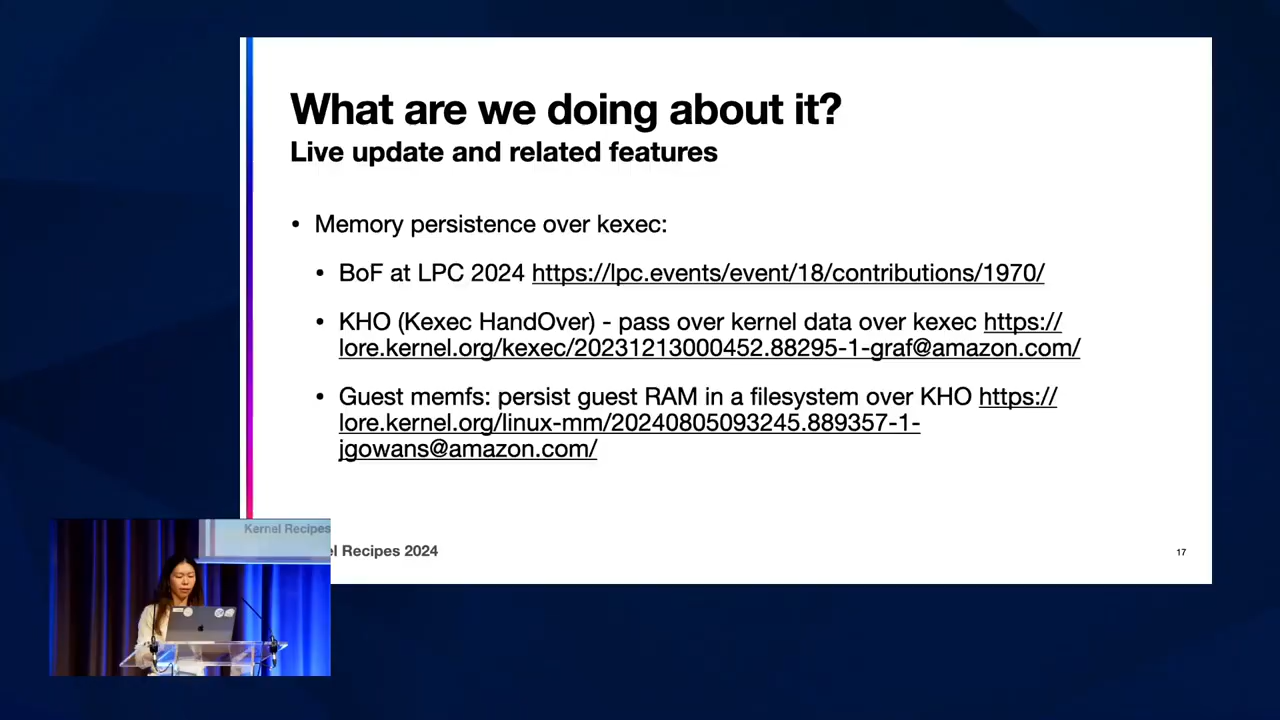 What are we doing about it?
Live update and related features
• Memory persistence over kexec:
• BoF at LPC 2024 https://lpc.events/event/18/contributions/1970/
• KHO (Kexec HandOver) - pass over kernel data over kexec https://
lore.kernel.org/kexec/20231213000452.88295-1-graf@amazon.com/
• Guest memfs: persist guest RAM in a filesystem over KHO https://
lore.kernel.org/linux-mm/20240805093245.889357-1-
jgowans@amazon.com/
Kernel Recipes
el Recipes 2024
17